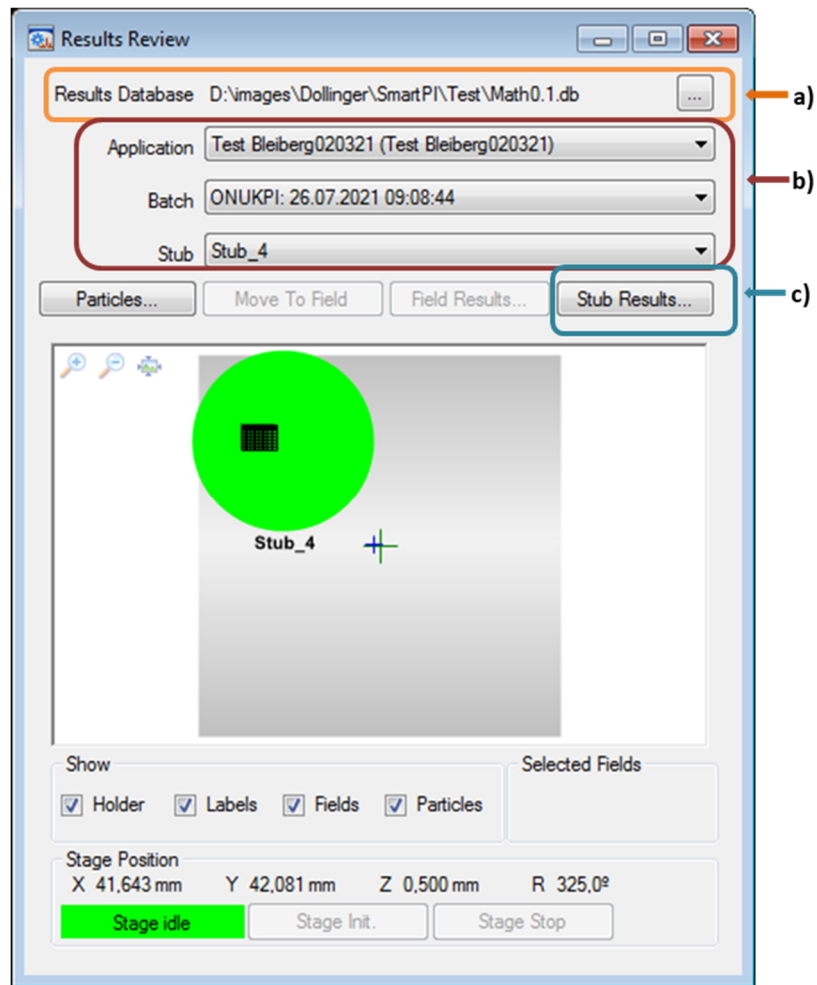 Results Review
Results Database D:\images\Dollinger\SmartPI\Test\Math0.1.db ... a)
Application Test Bleiberg020321 (Test Bleiberg020321)
b)
Batch ONUKPI: 26.07.2021 09:08:44
Stub Stub_4
Particles... Move To Field Field Results... Stub Results... c)
Stub_4
Show Selected Fields
Holder Labels Fields Particles
Stage Position
X 41,643 mm Y 42,081 mm Z 0,500 mm R 325,0º
Stage idle Stage Init. Stage Stop